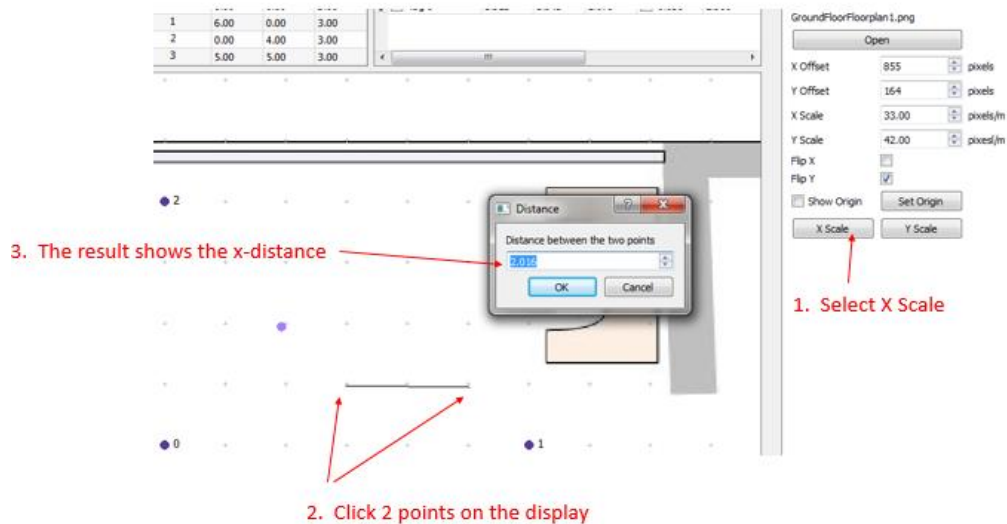 GroundFloorFloorplan1.png
1 6.00 0.00 3.00
2 0.00 4.00 3.00
3 5.00 5.00 3.00
Open
X Offset 855 pixels
Y Offset 164 pixels
X Scale 33.00 pixels/m
Y Scale 42.00 pixesl/m
Flip X
Flip Y
Show Origin Set Origin
X Scale Y Scale
2
Distance
Distance between the two points
2.016
OK Cancel
3. The result shows the x-distance
1. Select X Scale
0
1
2. Click 2 points on the display